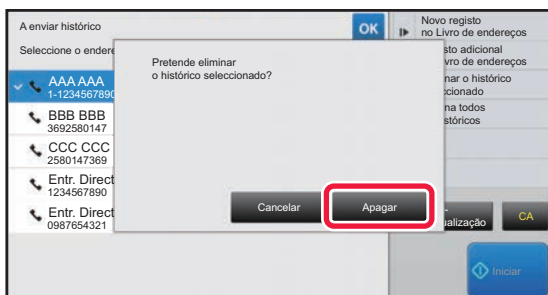 A enviar histórico
OK
Novo registo
no Livro de endereços
Seleccione o endere
sto adicional
vro de endereços
Pretende eliminar
o histórico seleccionado?
nar o histórico
ccionado
na todos
stóricos
AAA AAA
1-1234567890
BBB BBB
3692580147
CCC CCC
2580147369
Entr. Direct
1234567890
Entr. Direct
0987654321
Cancelar
Apagar
ualização
CA
Iniciar